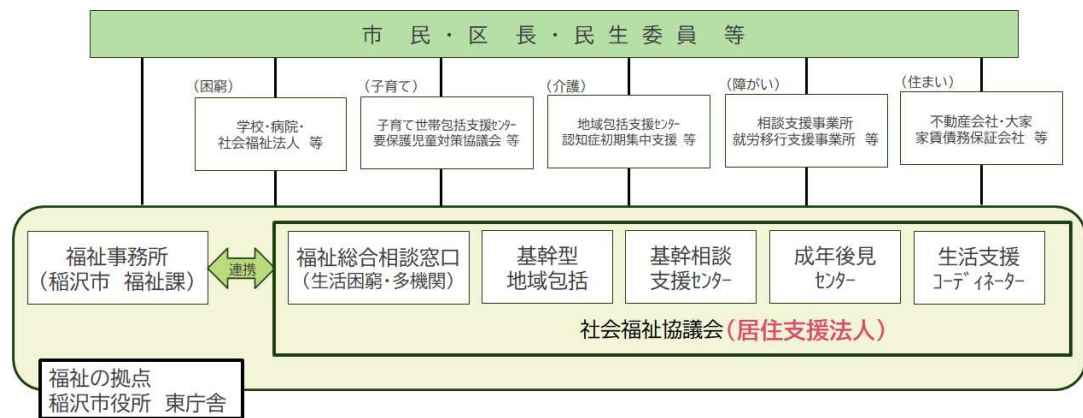 市 民・区 長・民生委員 等
(困窮)
学校・病院・
社会福祉法人 等
(子育て)
子育て世帯包括支援ｾﾝﾀｰ
要保護児童対策協議会 等
(介護)
地域包括支援ｾﾝﾀｰ
認知症初期集中支援 等
(障がい)
相談支援事業所
就労移行支援事業所 等
(住まい)
不動産会社・大家
家賃債務保証会社 等
福祉事務所
(稲沢市 福祉課)
連携
福祉総合相談窓口
(生活困窮・多機関)
基幹型
地域包括
基幹相談
支援ｾﾝﾀｰ
成年後見
ｾﾝﾀｰ
生活支援
ｺｰﾃﾞｨﾈｰﾀｰ
社会福祉協議会(居住支援法人)
福祉の拠点
稲沢市役所 東庁舎